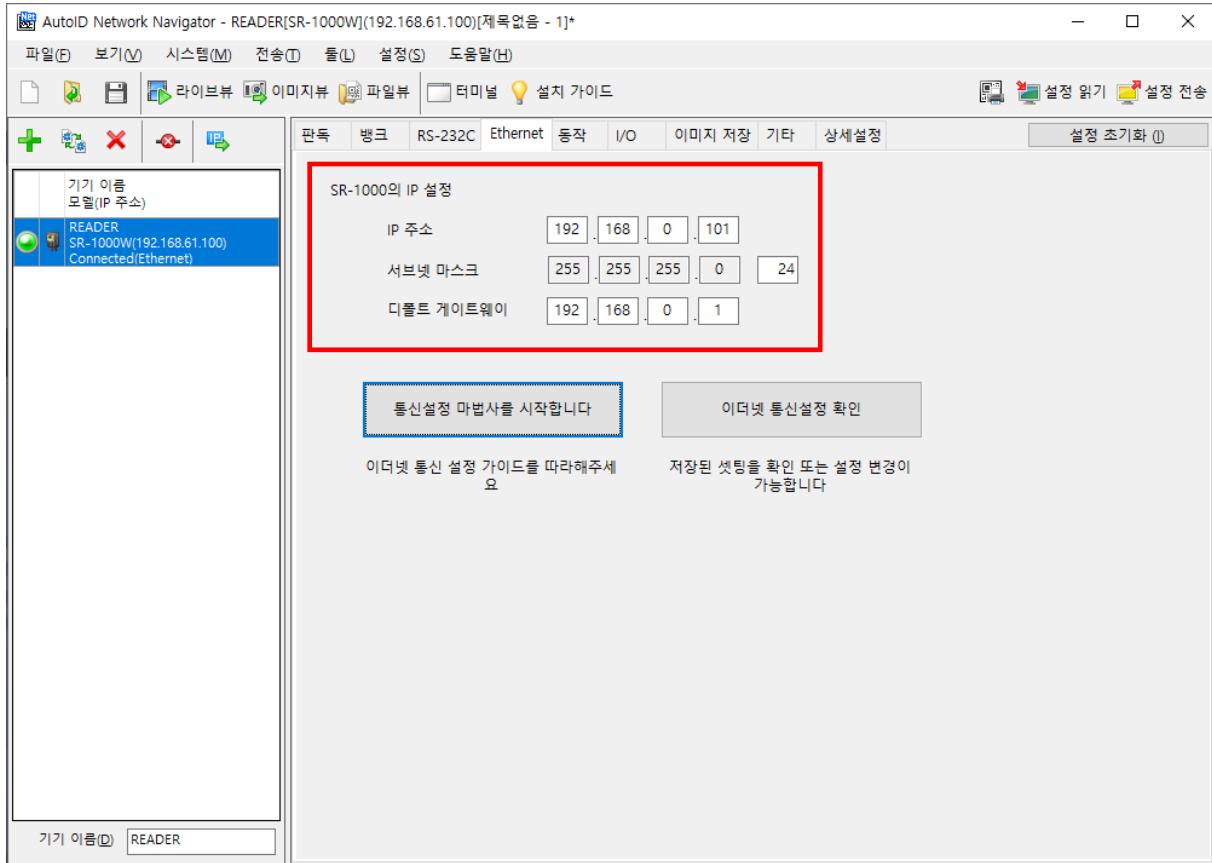 AutoID Network Navigator - READER[SR-1000W](192.168.61.100)[제목없음 - 1]*
파일(F) 보기(V) 시스템(M) 전송(T) 툴(L) 설정(S) 도움말(H)
라이브뷰 이미지뷰 파일뷰 터미널 설치 가이드 설정 읽기 설정 전송
판독 뱅크 RS-232C Ethernet 동작 I/O 이미지 저장 기타 상세설정 설정 초기화 (I)
기기 이름
모델(IP 주소)
READER
SR-1000W(192.168.61.100)
Connected(Ethernet)
SR-1000의 IP 설정
IP 주소 192 . 168 . 0 . 101
서브넷 마스크 255 . 255 . 255 . 0 24
디폴트 게이트웨이 192 . 168 . 0 . 1
통신설정 마법사를 시작합니다 이더넷 통신설정 확인
이더넷 통신 설정 가이드를 따라해주세
요
저장된 셋팅을 확인 또는 설정 변경이
가능합니다
기기 이름(D) READER